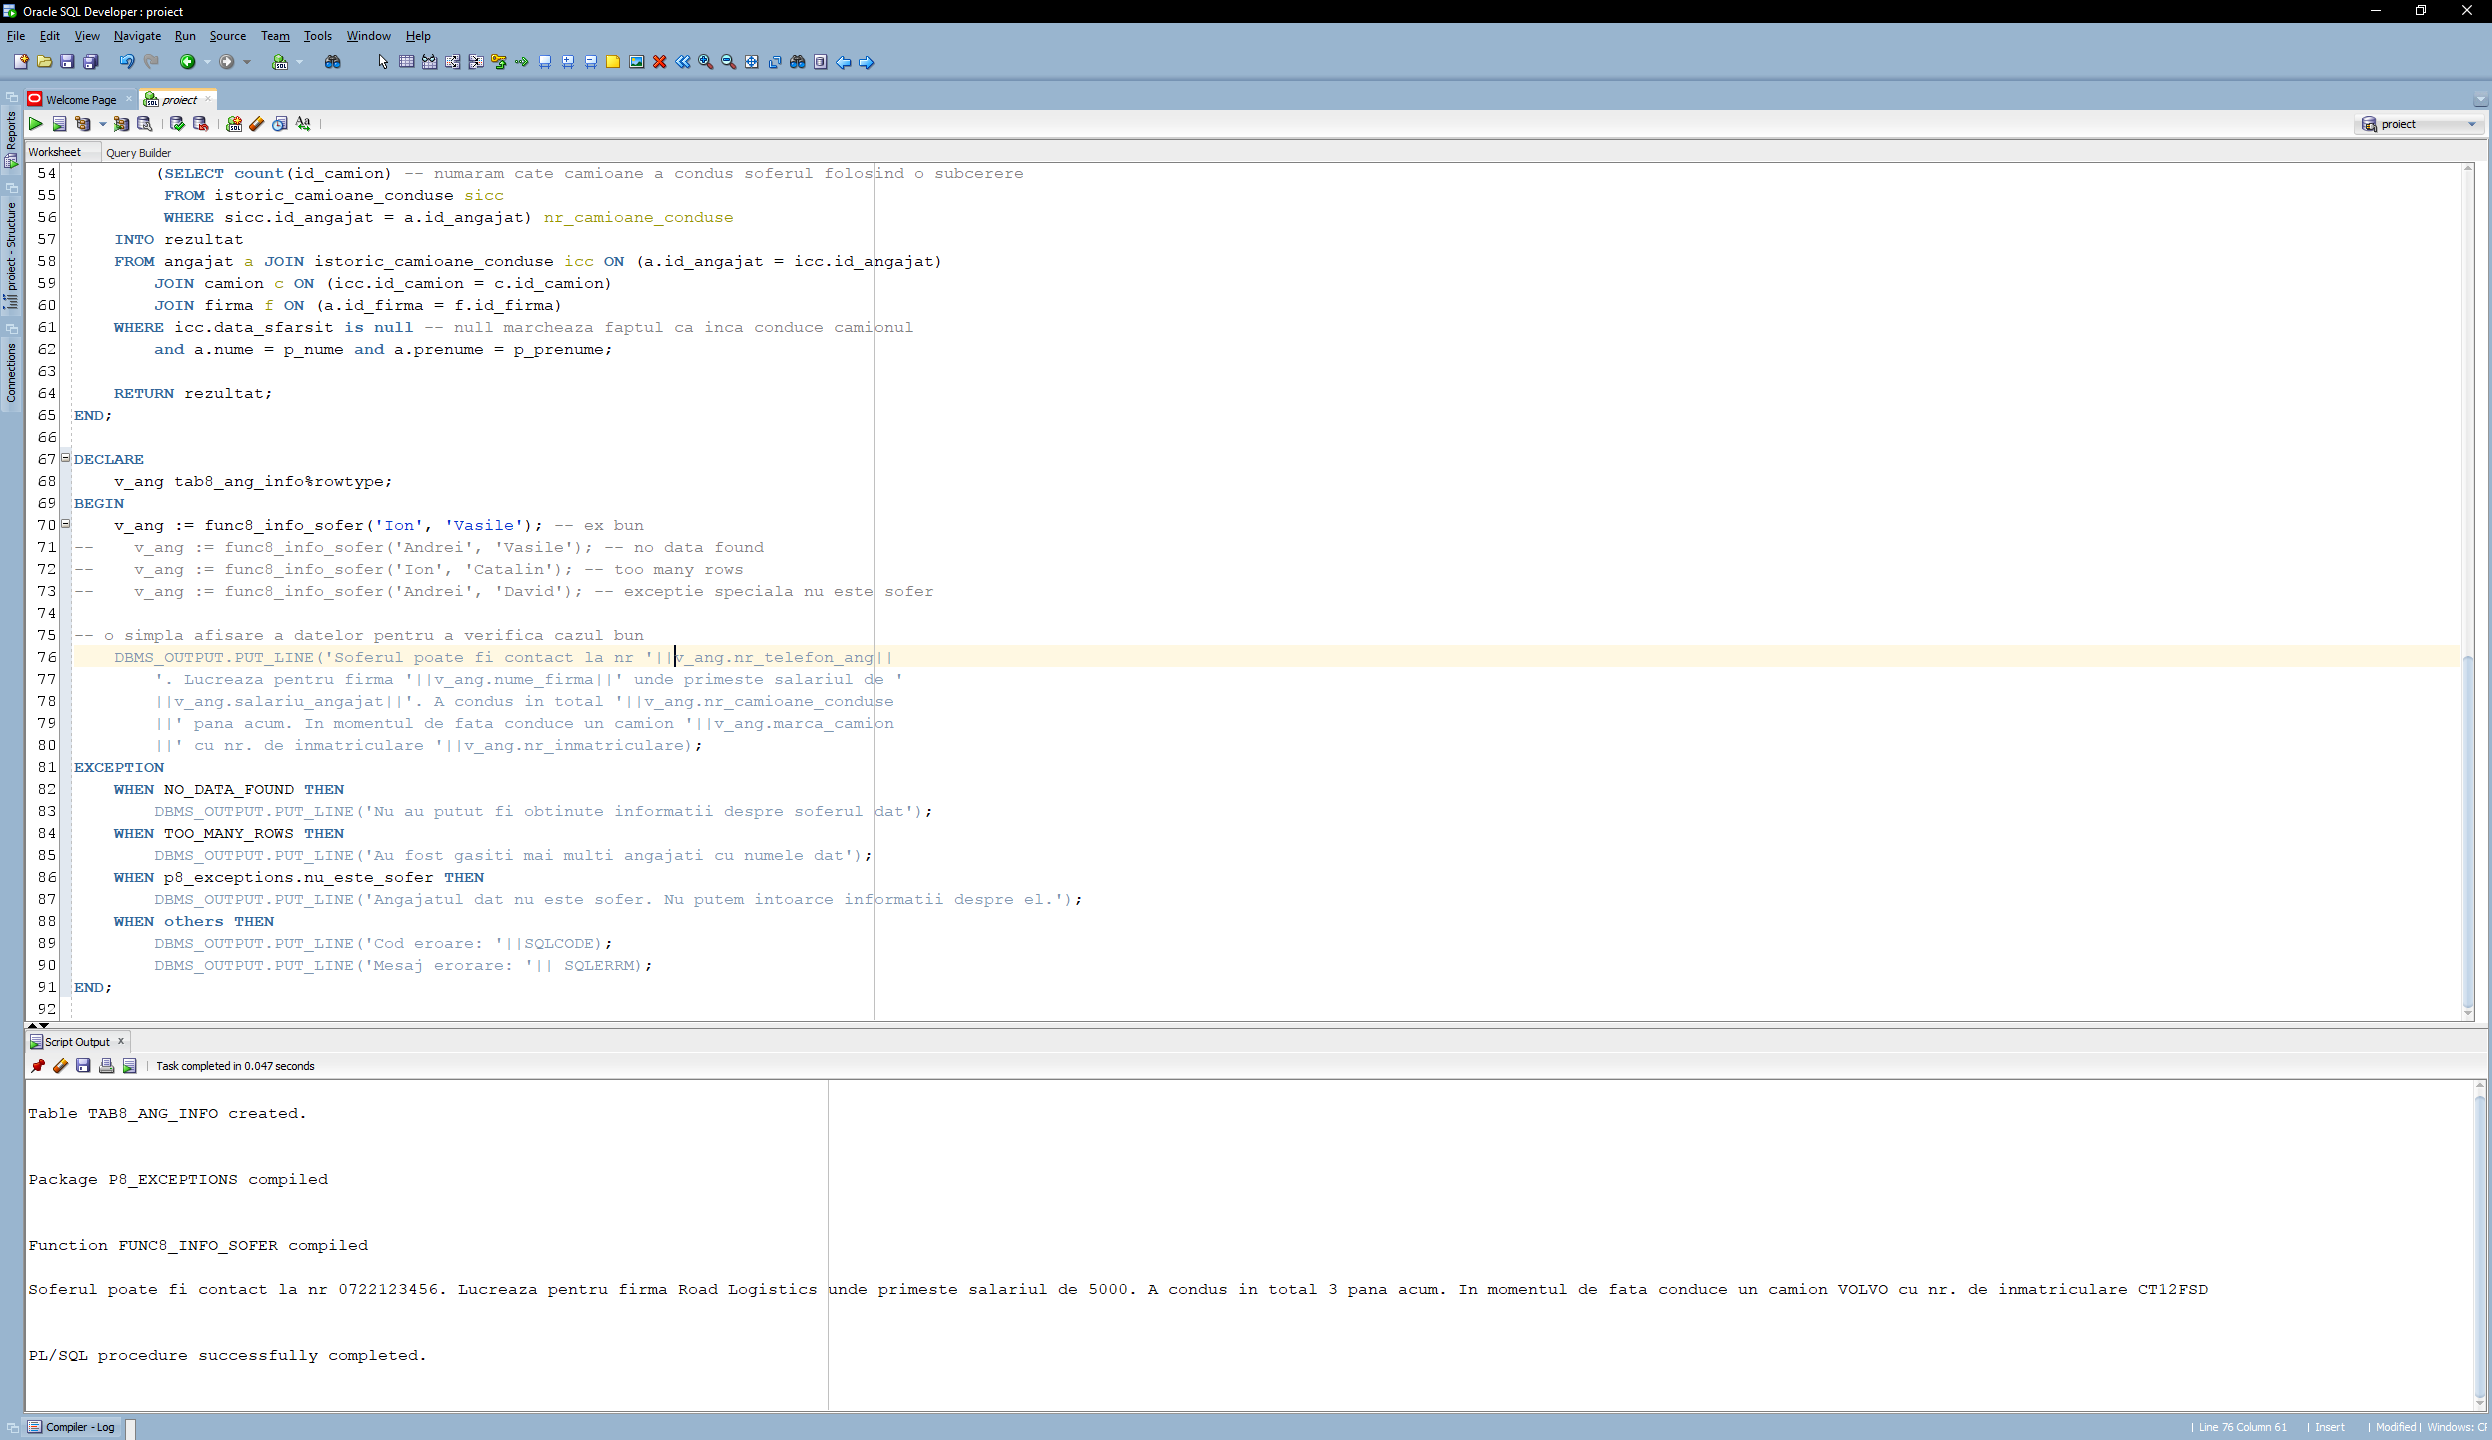 Oracle SQL Developer : proiect
File Edit View Navigate Run Source Team Tools Window Help
Reports
proiect - Structure
Connections
Welcome Page
proiect
proiect
Worksheet Query Builder
54 (SELECT count(id_camion) -- numaram cate camioane a condus soferul folosind o subcerere
55 FROM istoric_camioane_conduse sicc
56 WHERE sicc.id_angajat = a.id_angajat) nr_camioane_conduse
57 INTO rezultat
58 FROM angajat a JOIN istoric_camioane_conduse icc ON (a.id_angajat = icc.id_angajat)
59 JOIN camion c ON (icc.id_camion = c.id_camion)
60 JOIN firma f ON (a.id_firma = f.id_firma)
61 WHERE icc.data_sfarsit is null -- null marcheaza faptul ca inca conduce camionul
62 and a.nume = p_nume and a.prenume = p_prenume;
63
64 RETURN rezultat;
65 END;
66
67 DECLARE
68 v_ang tab8_ang_info%rowtype;
69 BEGIN
70 v_ang := func8_info_sofer('Ion', 'Vasile'); -- ex bun
71 -- v_ang := func8_info_sofer('Andrei', 'Vasile'); -- no data found
72 -- v_ang := func8_info_sofer('Ion', 'Catalin'); -- too many rows
73 -- v_ang := func8_info_sofer('Andrei', 'David'); -- exceptie speciala nu este sofer
74
75 -- o simpla afisare a datelor pentru a verifica cazul bun
76 DBMS_OUTPUT.PUT_LINE('Soferul poate fi contact la nr '||v_ang.nr_telefon_ang||
77 '. Lucreaza pentru firma '||v_ang.nume_firma||' unde primeste salariul de '
78 ||v_ang.salariu_angajat||'. A condus in total '||v_ang.nr_camioane_conduse
79 ||' pana acum. In momentul de fata conduce un camion '||v_ang.marca_camion
80 ||' cu nr. de inmatriculare '||v_ang.nr_inmatriculare);
81 EXCEPTION
82 WHEN NO_DATA_FOUND THEN
83 DBMS_OUTPUT.PUT_LINE('Nu au putut fi obtinute informatii despre soferul dat');
84 WHEN TOO_MANY_ROWS THEN
85 DBMS_OUTPUT.PUT_LINE('Au fost gasiti mai multi angajati cu numele dat');
86 WHEN p8_exceptions.nu_este_sofer THEN
87 DBMS_OUTPUT.PUT_LINE('Angajatul dat nu este sofer. Nu putem intoarce informatii despre el.');
88 WHEN others THEN
89 DBMS_OUTPUT.PUT_LINE('Cod eroare: '||SQLCODE);
90 DBMS_OUTPUT.PUT_LINE('Mesaj erorare: '|| SQLERRM);
91 END;
92
Script Output
Task completed in 0.047 seconds
Table TAB8_ANG_INFO created.
Package P8_EXCEPTIONS compiled
Function FUNC8_INFO_SOFER compiled
Soferul poate fi contact la nr 0722123456. Lucreaza pentru firma Road Logistics unde primeste salariul de 5000. A condus in total 3 pana acum. In momentul de fata conduce un camion VOLVO cu nr. de inmatriculare CT12FSD
PL/SQL procedure successfully completed.
Compiler - Log
Line 76 Column 61 | Insert | Modified | Windows: